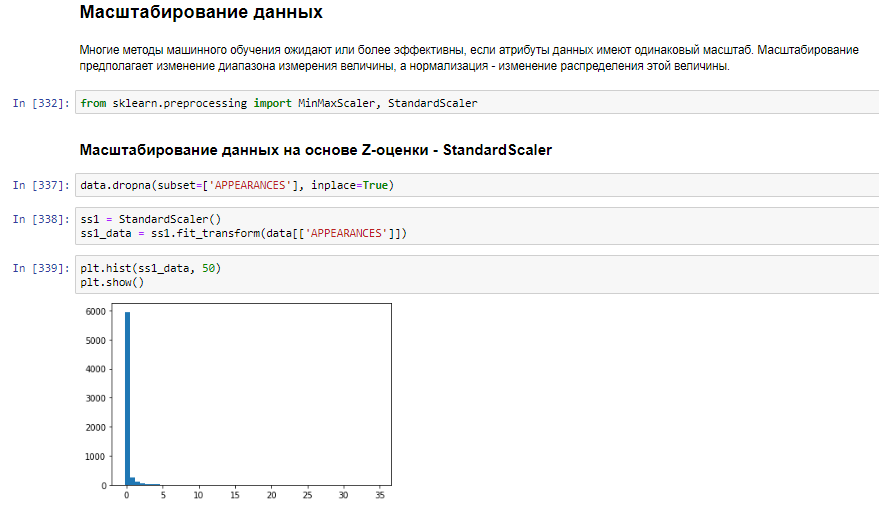 Масштабирование данных
Многие методы машинного обучения ожидают или более эффективны, если атрибуты данных имеют одинаковый масштаб. Масштабирование
предполагает изменение диапазона измерения величины, а нормализация - изменение распределения этой величины.
In [332]: from sklearn.preprocessing import MinMaxScaler, StandardScaler
Масштабирование данных на основе Z-оценки - StandardScaler
In [337]: data.dropna(subset=['APPEARANCES'], inplace=True)
In [338]: ss1 = StandardScaler()
ss1_data = ss1.fit_transform(data[['APPEARANCES']])
In [339]: plt.hist(ss1_data, 50)
plt.show()
6000
5000
4000
3000
2000
1000
0
0 5 10 15 20 25 30 35